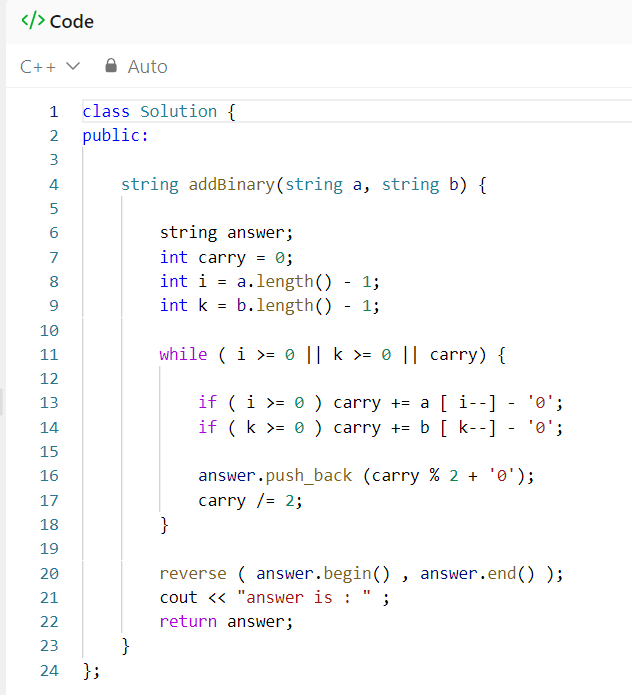 </> Code
C++ Auto
1 class Solution {
2 public:
3
4 string addBinary(string a, string b) {
5
6 string answer;
7 int carry = 0;
8 int i = a.length() - 1;
9 int k = b.length() - 1;
10
11 while ( i >= 0 || k >= 0 || carry) {
12
13 if ( i >= 0 ) carry += a [ i--] - '0';
14 if ( k >= 0 ) carry += b [ k--] - '0';
15
16 answer.push_back (carry % 2 + '0');
17 carry /= 2;
18 }
19
20 reverse ( answer.begin() , answer.end() );
21 cout << "answer is : " ;
22 return answer;
23 }
24 };